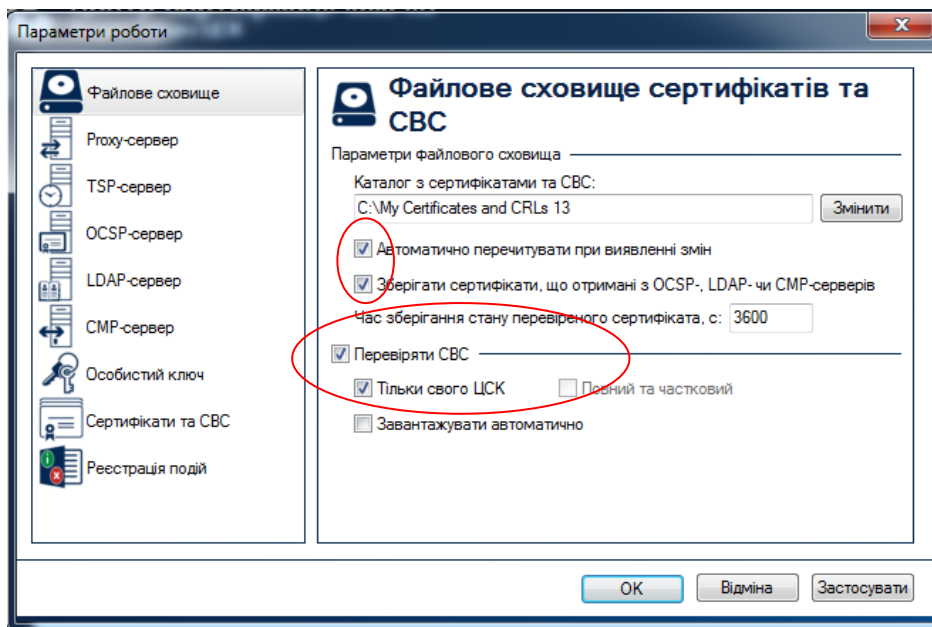 Параметри роботи
Файлове сховище
Proxy-сервер
TSP-сервер
OCSP-сервер
LDAP-сервер
CMP-сервер
Особистий ключ
Сертифікати та СВС
Реєстрація подій
Файлове сховище сертифікатів та
СВС
Параметри файлового сховища
Каталог з сертифікатами та СВС:
C:\My Certificates and CRLs 13
Змінити
Автоматично перечитувати при виявленні змін
Зберігати сертифікати, що отримані з OCSP-, LDAP- чи CMP-серверів
Час зберігання стану перевіреного сертифіката, с: 3600
Перевіряти СВС
Тільки свого ЦСК Повний та частковий
Завантажувати автоматично
OK Відміна Застосувати